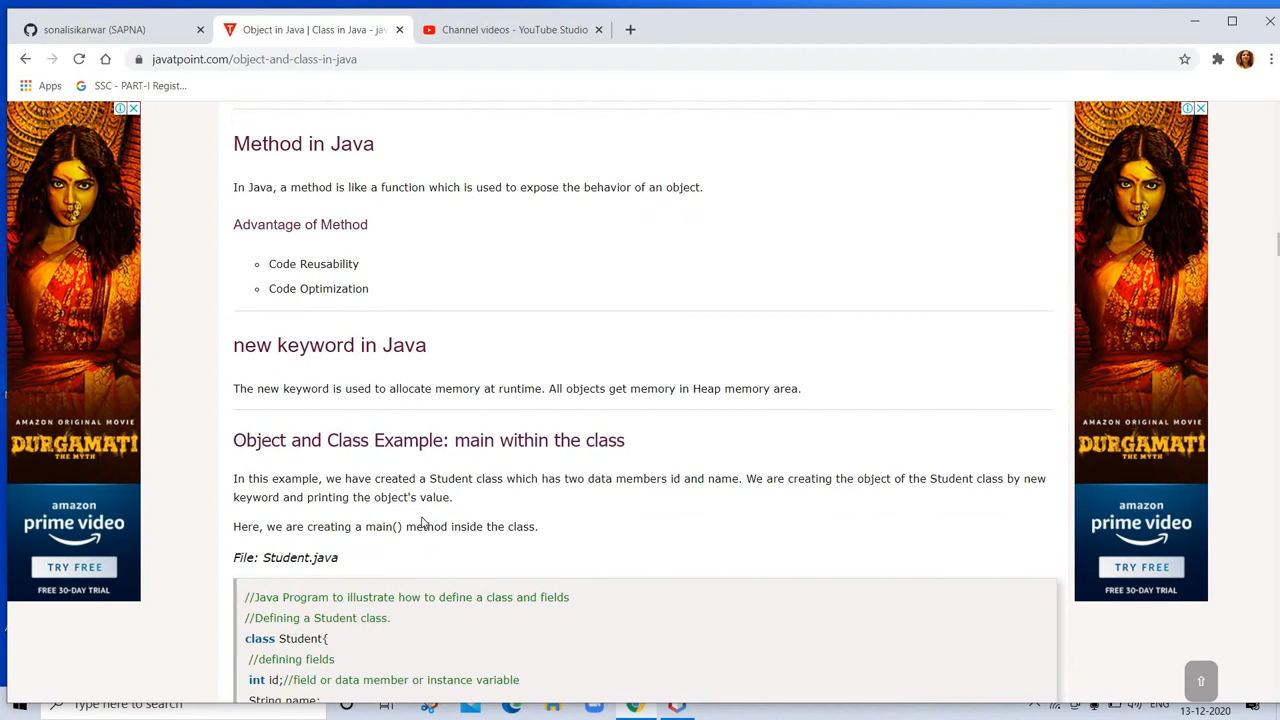 sonalisikarwar (SAPNA)
Object in Java | Class in Java - jav
Channel videos - YouTube Studio
javatpoint.com/object-and-class-in-java
Apps
SSC - PART-I Regist...
Method in Java
In Java, a method is like a function which is used to expose the behavior of an object.
Advantage of Method
Code Reusability
Code Optimization
new keyword in Java
The new keyword is used to allocate memory at runtime. All objects get memory in Heap memory area.
Object and Class Example: main within the class
In this example, we have created a Student class which has two data members id and name. We are creating the object of the Student class by new
keyword and printing the object's value.
Here, we are creating a main() method inside the class.
File: Student.java
//Java Program to illustrate how to define a class and fields
//Defining a Student class.
class Student{
//defining fields
int id;//field or data member or instance variable
String name;
AMAZON ORIGINAL MOVIE
DURGAMATI
THE MYTH
amazon
prime video
TRY FREE
FREE 30-DAY TRIAL
AMAZON ORIGINAL MOVIE
DURGAMATI
THE MYTH
amazon
prime video
TRY FREE
FREE 30-DAY TRIAL
Type here to search
ENG
13-12-2020